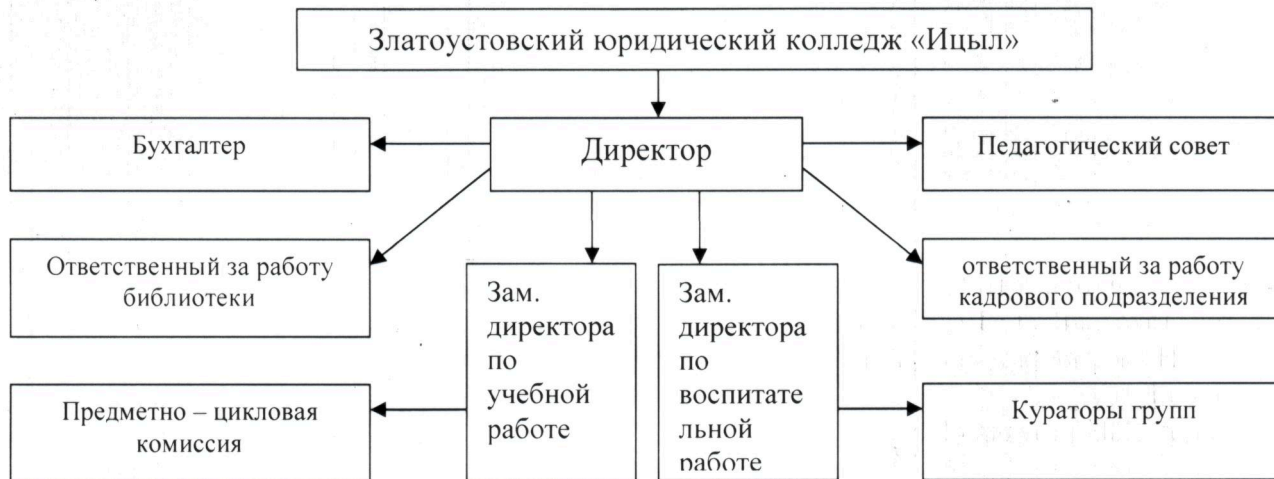 Златоустовский юридический колледж «Ицыл»
Бухгалтер
Директор
Педагогический совет
Ответственный за работу
библиотеки
Зам.
директора
по
учебной
работе
Зам.
директора
по
воспитате
льной
работе
ответственный за работу
кадрового подразделения
Предметно – цикловая
комиссия
Кураторы групп